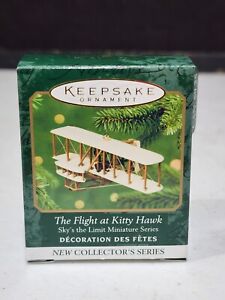 KEEPSAKE
ORNAMENT
The Flight at Kitty Hawk
Sky's the Limit Miniature Series
DÉCORATION DES FÊTES
NEW COLLECTOR'S SERIES